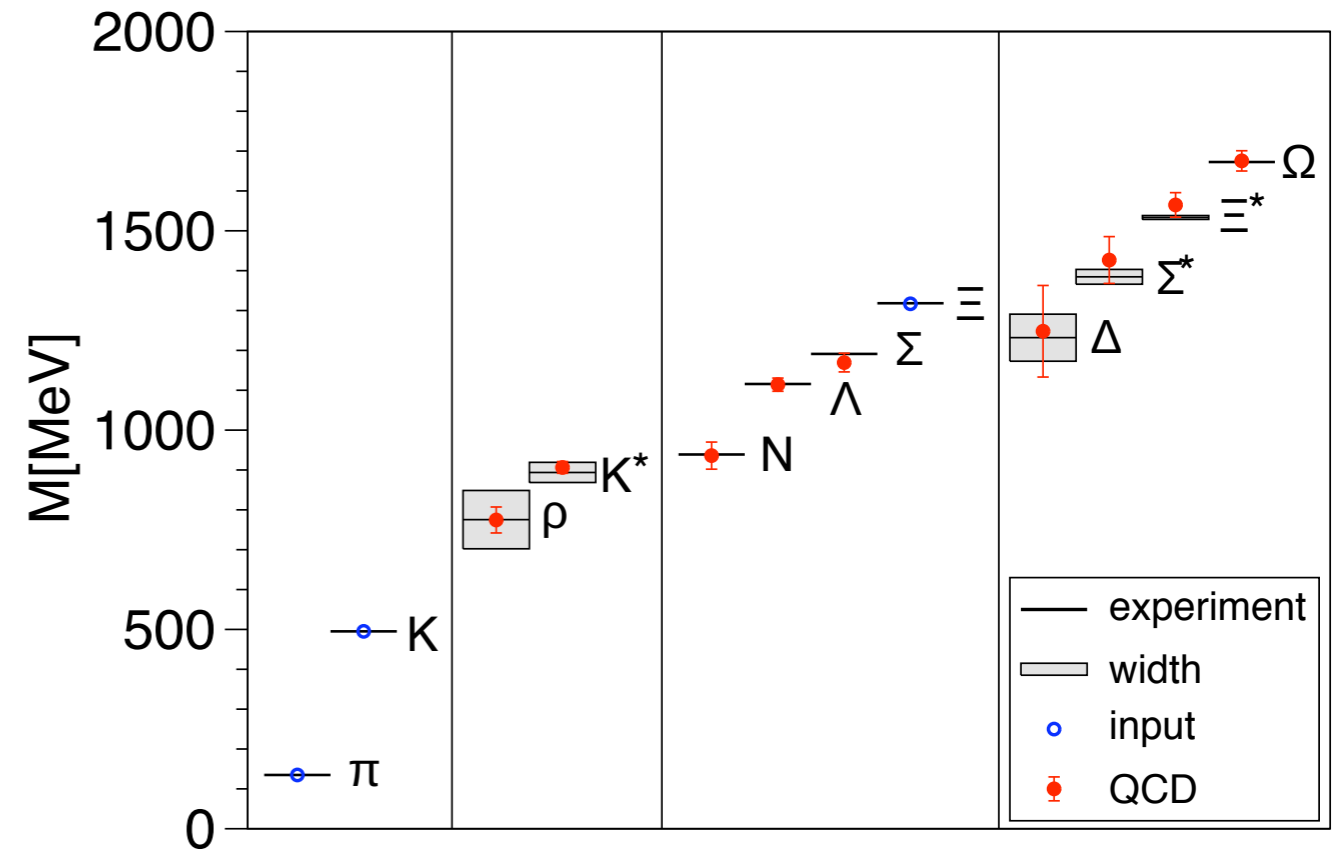 M[MeV]
2000
1500
1000
500
0
π
K
ρ
K*
N
Λ
Σ
Ξ
Δ
Σ*
Ξ*
Ω
experiment
width
input
QCD